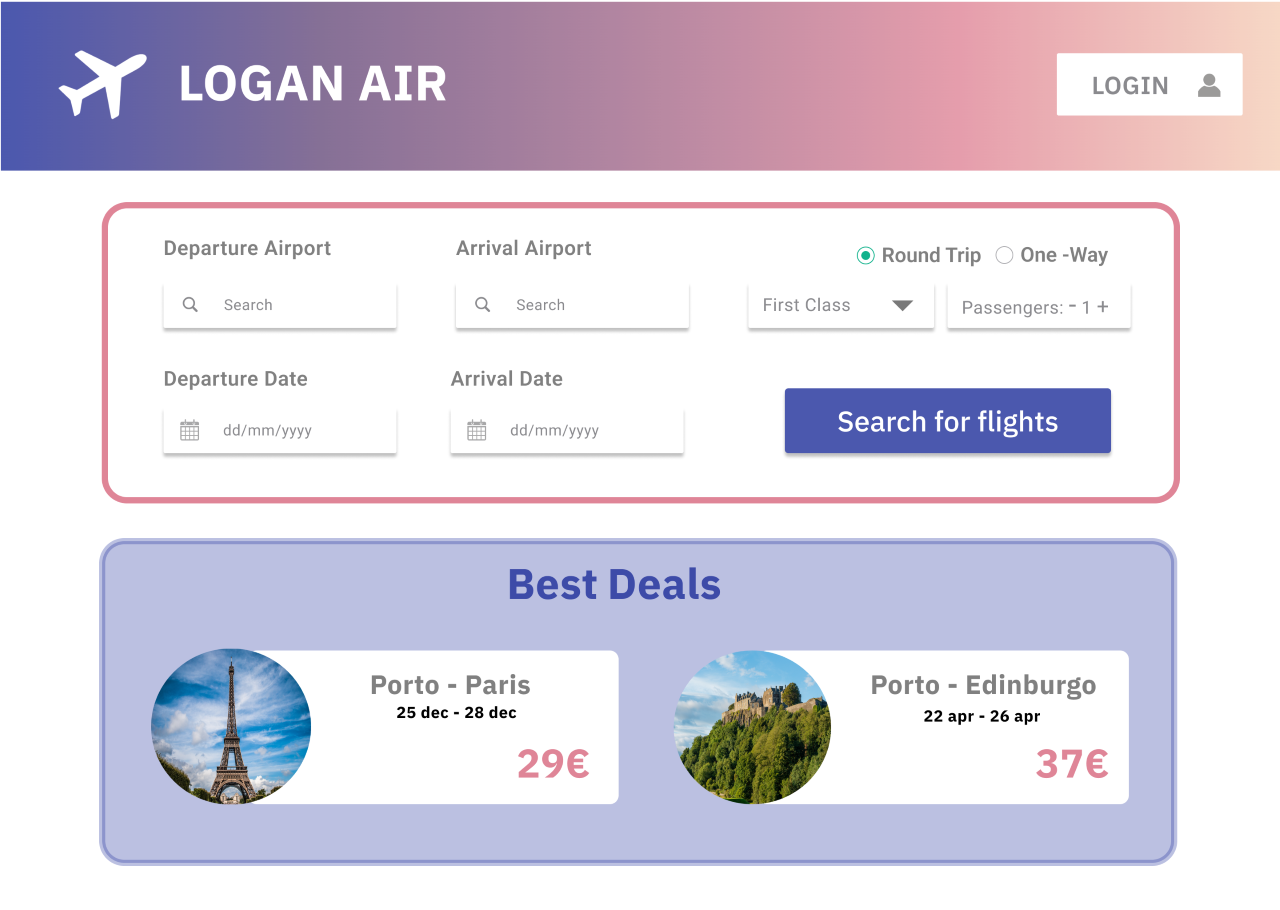 LOGAN AIR
LOGIN
Departure Airport
Arrival Airport
Round Trip
One -Way
Search
Search
First Class
Passengers: - 1 +
Departure Date
Arrival Date
dd/mm/yyyy
dd/mm/yyyy
Search for flights
Best Deals
Porto - Paris
25 dec - 28 dec
29€
Porto - Edinburgo
22 apr - 26 apr
37€